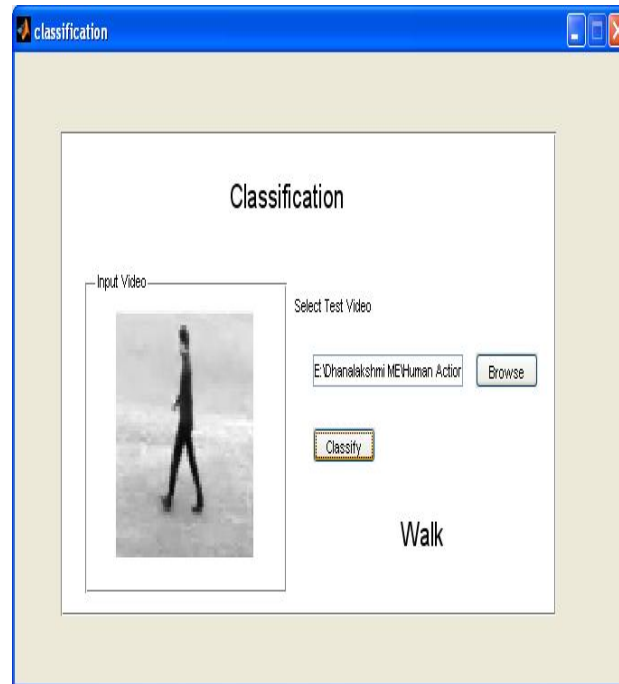 classification
Classification
Input Video
Select Test Video
E:\Dhanalakshmi ME\Human Action
Browse
Classify
Walk